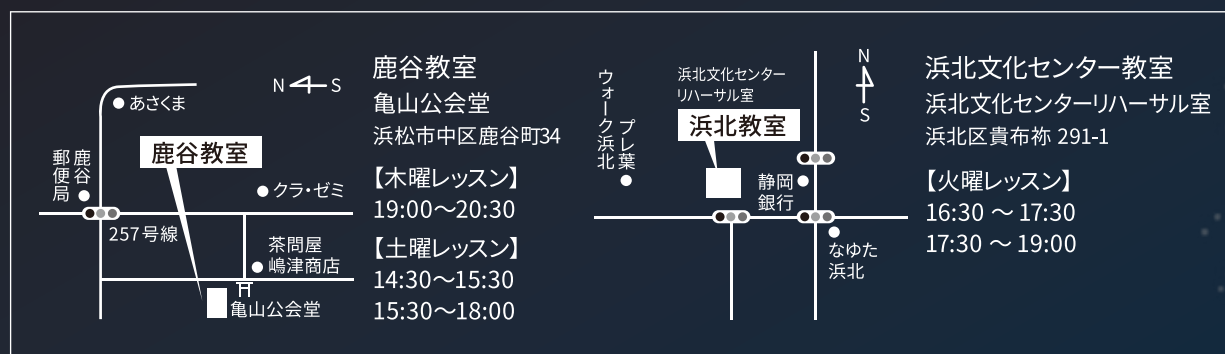 あさくま
N S
鹿谷教室
鹿谷
郵便局
クラ・ゼミ
257号線
茶問屋
嶋津商店
亀山公会堂
鹿谷教室
亀山公会堂
浜松市中区鹿谷町34
【木曜レッスン】
19:00〜20:30
【土曜レッスン】
14:30〜15:30
15:30〜18:00
ウォーク浜北
プレ葉
浜北文化センター
リハーサル室
浜北教室
静岡
銀行
なゆた
浜北
N
S
浜北文化センター教室
浜北文化センターリハーサル室
浜北区貴布祢 291-1
【火曜レッスン】
16:30 〜 17:30
17:30 〜 19:00